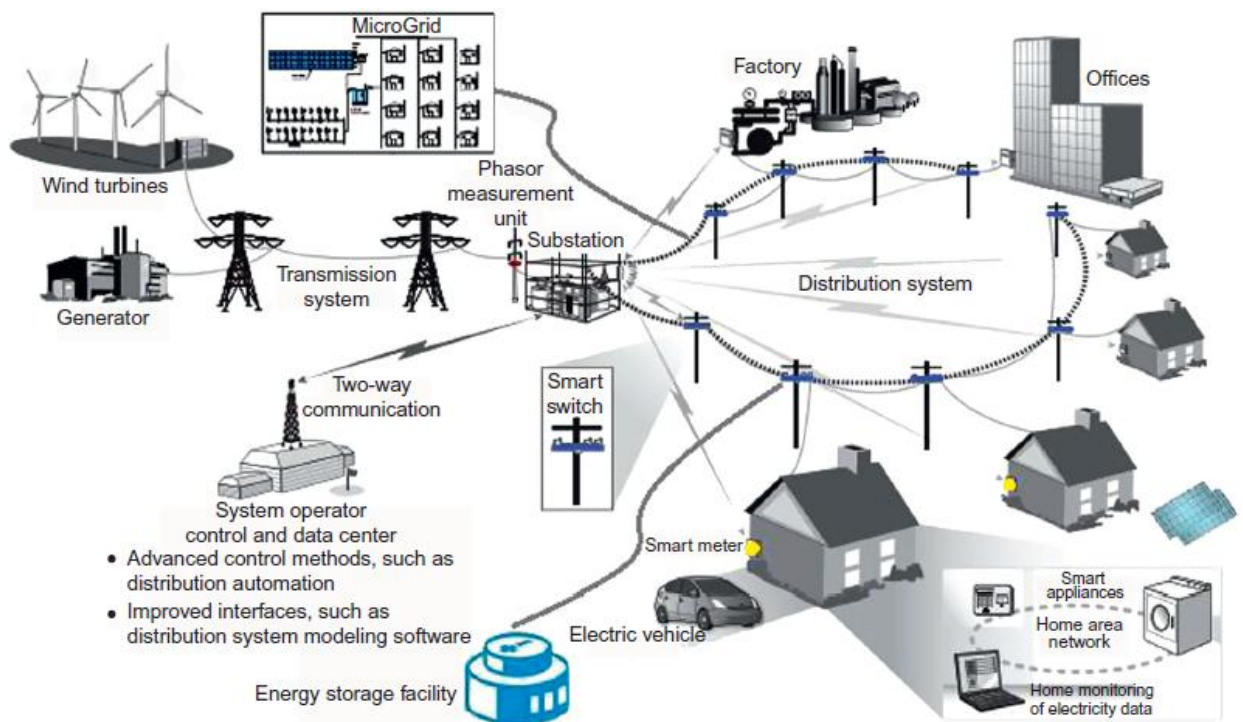 MicroGrid
Factory
Offices
Wind turbines
Phasor
measurement
unit
Substation
Transmission
system
Generator
Distribution system
Two-way
communication
Smart
switch
System operator
control and data center
• Advanced control methods, such as
distribution automation
• Improved interfaces, such as
distribution system modeling software
Smart meter
Electric vehicle
Energy storage facility
Smart
appliances
Home area
network
Home monitoring
of electricity data